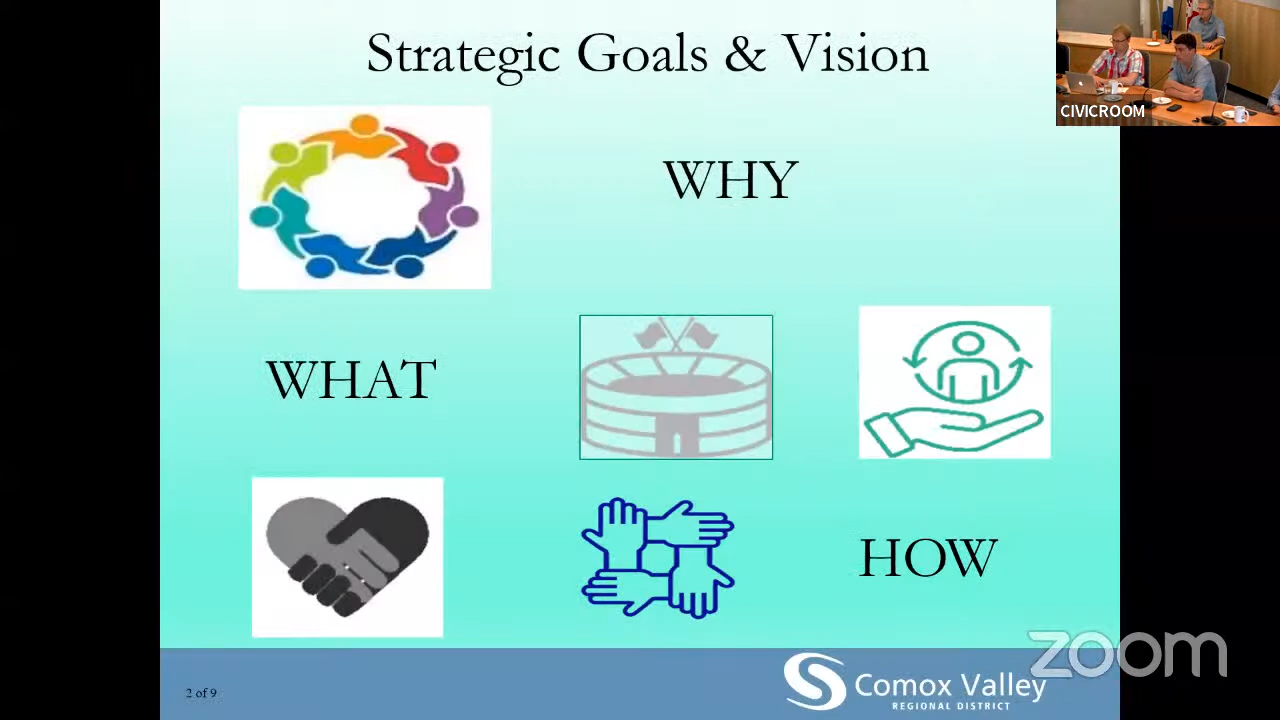 Strategic Goals & Vision
CIVICROOM
WHY
WHAT
HOW
zoom
2 of 9
Comox Valley
REGIONAL DISTRICT